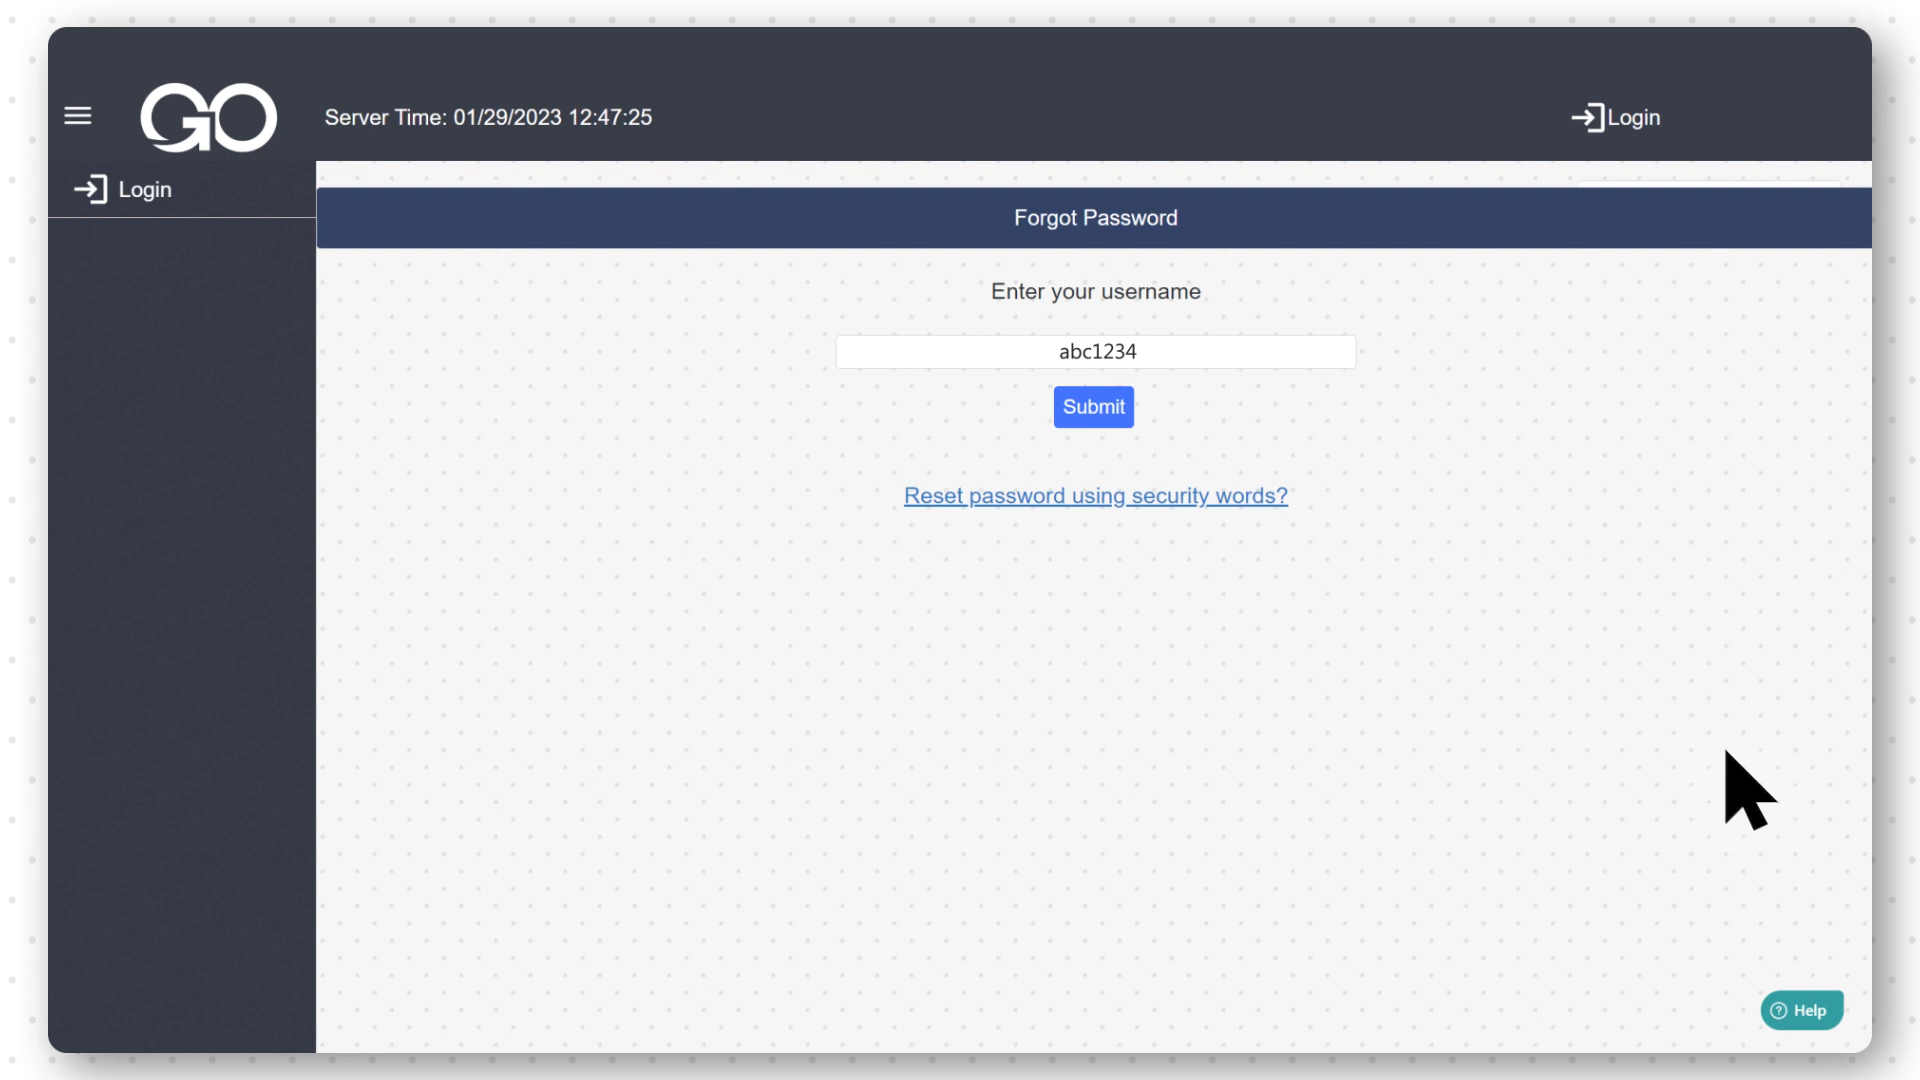 GO
Server Time: 01/29/2023 12:47:25
Login
Login
Forgot Password
Enter your username
abc1234
Submit
Reset password using security words?
Help